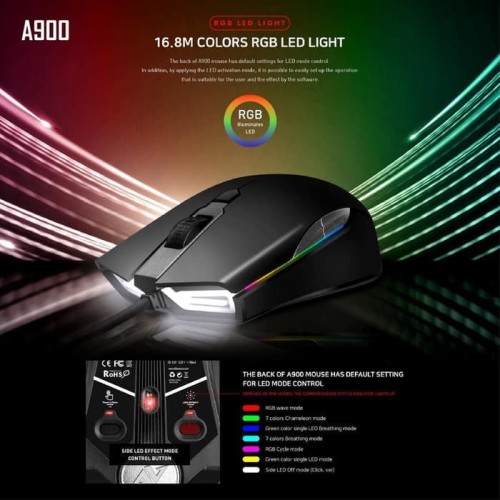 A900
RGB LED LIGHT
16.8M COLORS RGB LED LIGHT
The back of A900 mouse has default settings for LED mode control
In addition, by applying the LED activation mode, it is possible to easily set up the operation
that is suitable for the user and the effect by the software.
RGB
illuminates
LED
RoHS
SIDE LED EFFECT MODE
CONTROL BUTTON
THE BACK OF A900 MOUSE HAS DEFAULT SETTING
FOR LED MODE CONTROL
RGB wave mode
7 colors Chameleon mode
Green color single LED Breathing mode
7 colors Breathing mode
RGB Cycle mode
Green color single LED mode
Side LED Off mode (Click. ver)